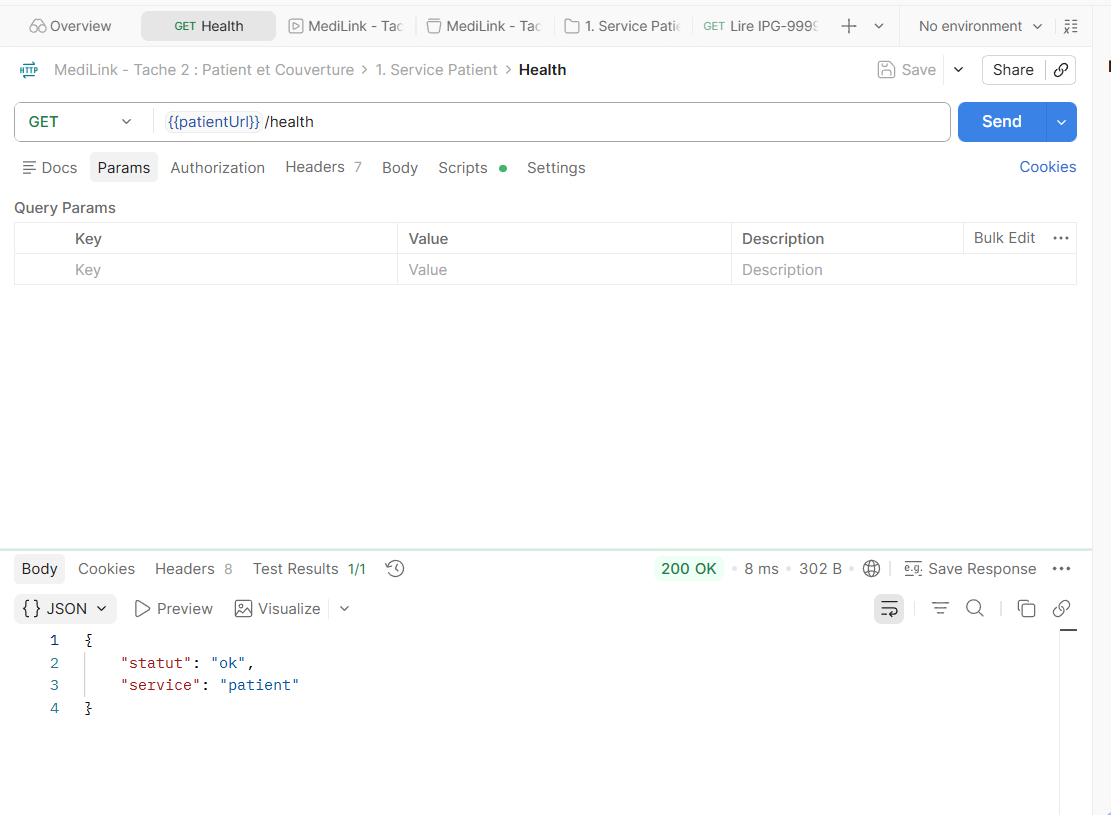 Overview GET Health MediLink - Tac MediLink - Tac 1. Service Patie GET Lire IPG-9999 No environment
HTTP MediLink - Tache 2 : Patient et Couverture > 1. Service Patient > Health Save Share
GET {{patientUrl}} /health Send
Docs Params Authorization Headers 7 Body Cookies Scripts Settings Cookies
Query Params
Key Value Description Bulk Edit
Key Value Description
Body Cookies Headers 8 Test Results 1/1 200 OK 8 ms 302 B e.g. Save Response
{} JSON Preview Visualize
1 {
2 "statut": "ok",
3 "service": "patient"
4 }